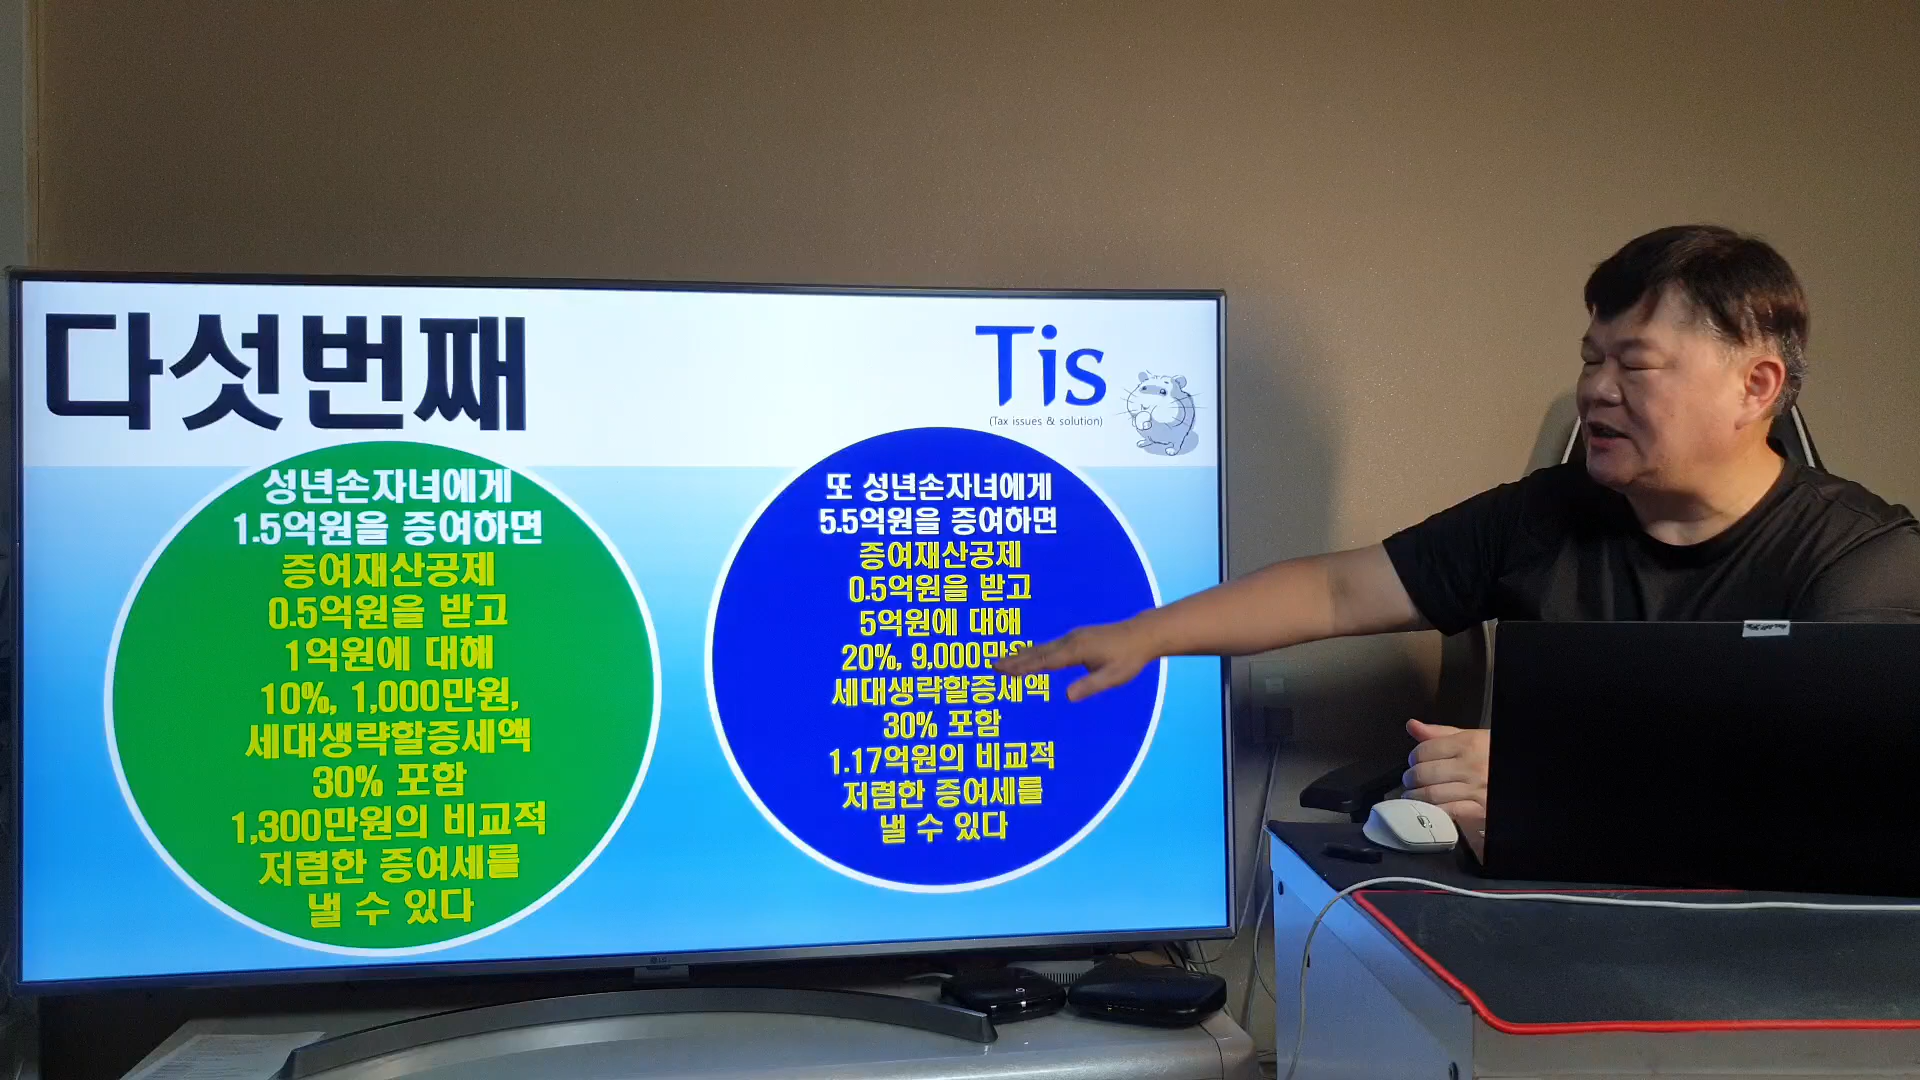 다섯번째
Tis
(Tax issues & solution)
성년손자녀에게
1.5억원을 증여하면
증여재산공제
0.5억원을 받고
1억원에 대해
10%, 1,000만원,
세대생략할증세액
30% 포함
1,300만원의 비교적
저렴한 증여세를
낼 수 있다
또 성년손자녀에게
5.5억원을 증여하면
증여재산공제
0.5억원을 받고
5억원에 대해
20%, 9,000만원
세대생략할증세액
30% 포함
1.17억원의 비교적
저렴한 증여세를
낼 수 있다
LG